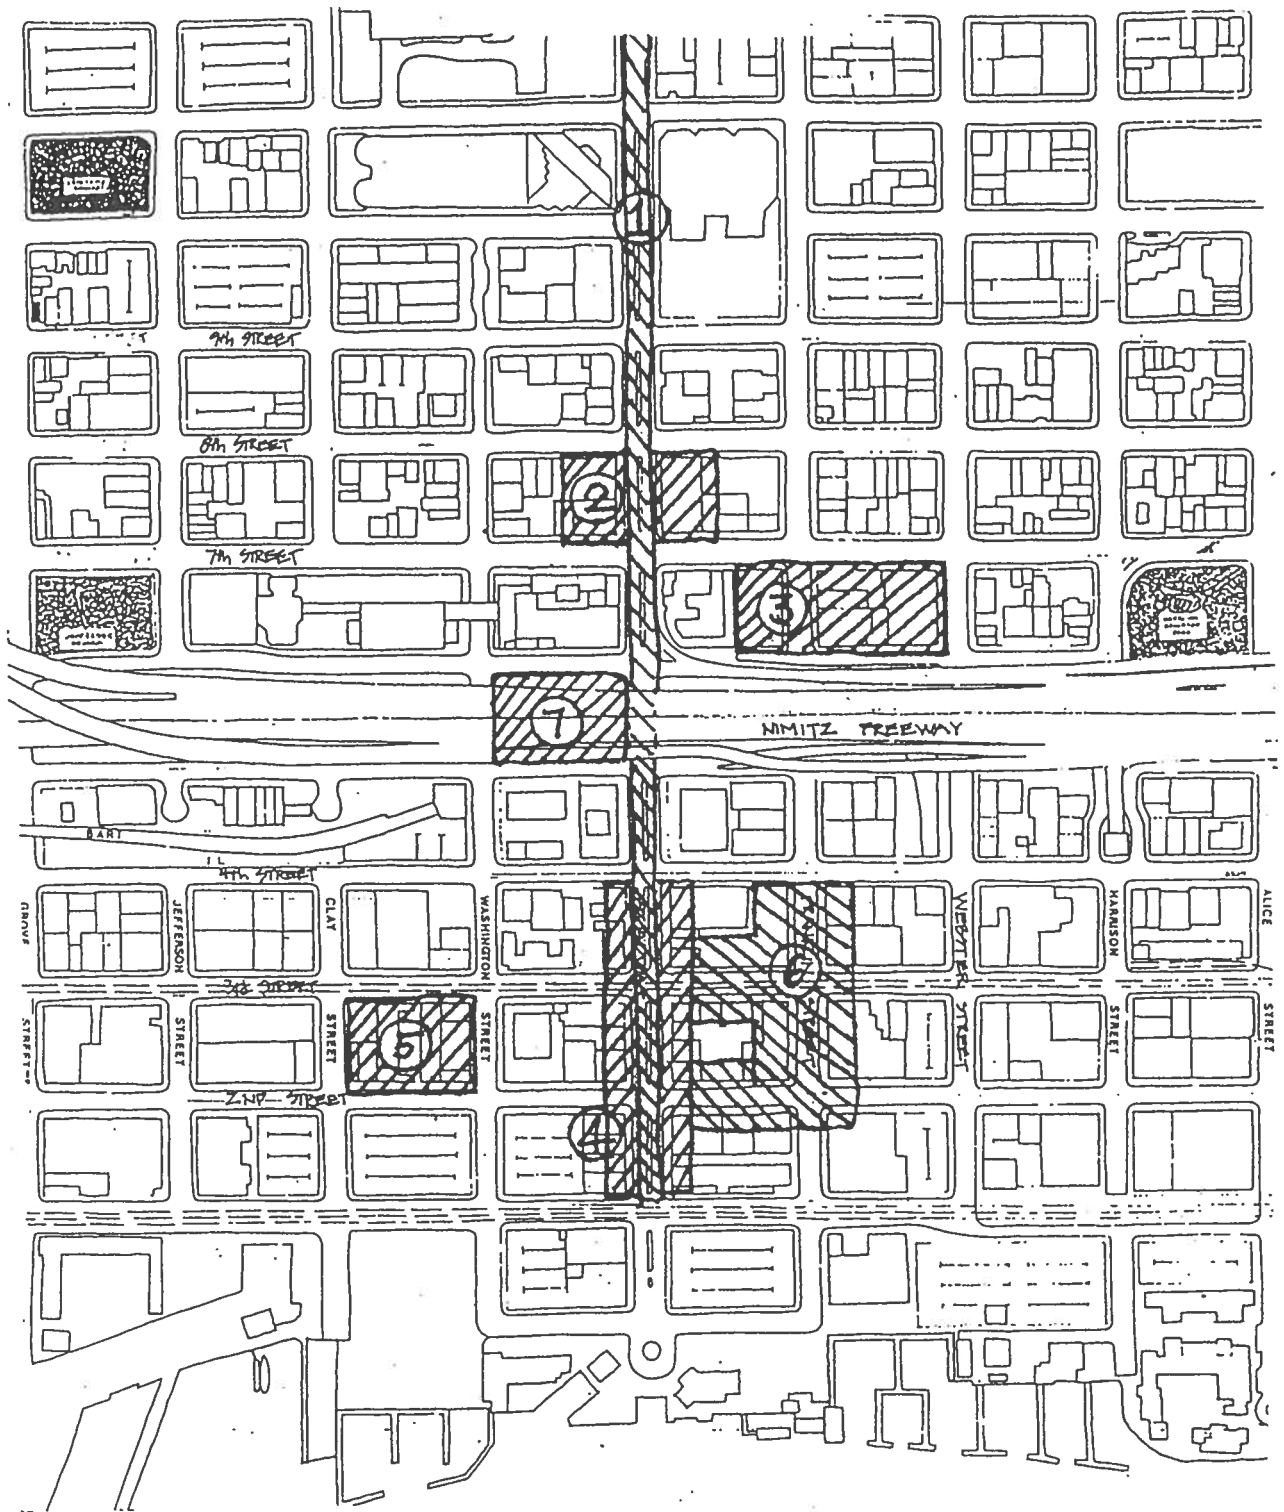 1
9th STREET
8th STREET
2
7th STREET
3
7
NIMITZ FREEWAY
BART
4th STREET
JEFFERSON
CLAY
WASHINGTON
WEBSTER
HARRISON
ALICE
6
3rd STREET
STREET
STREET
STREET
STREET
STREET
STREET
STREET
5
2ND STREET
4